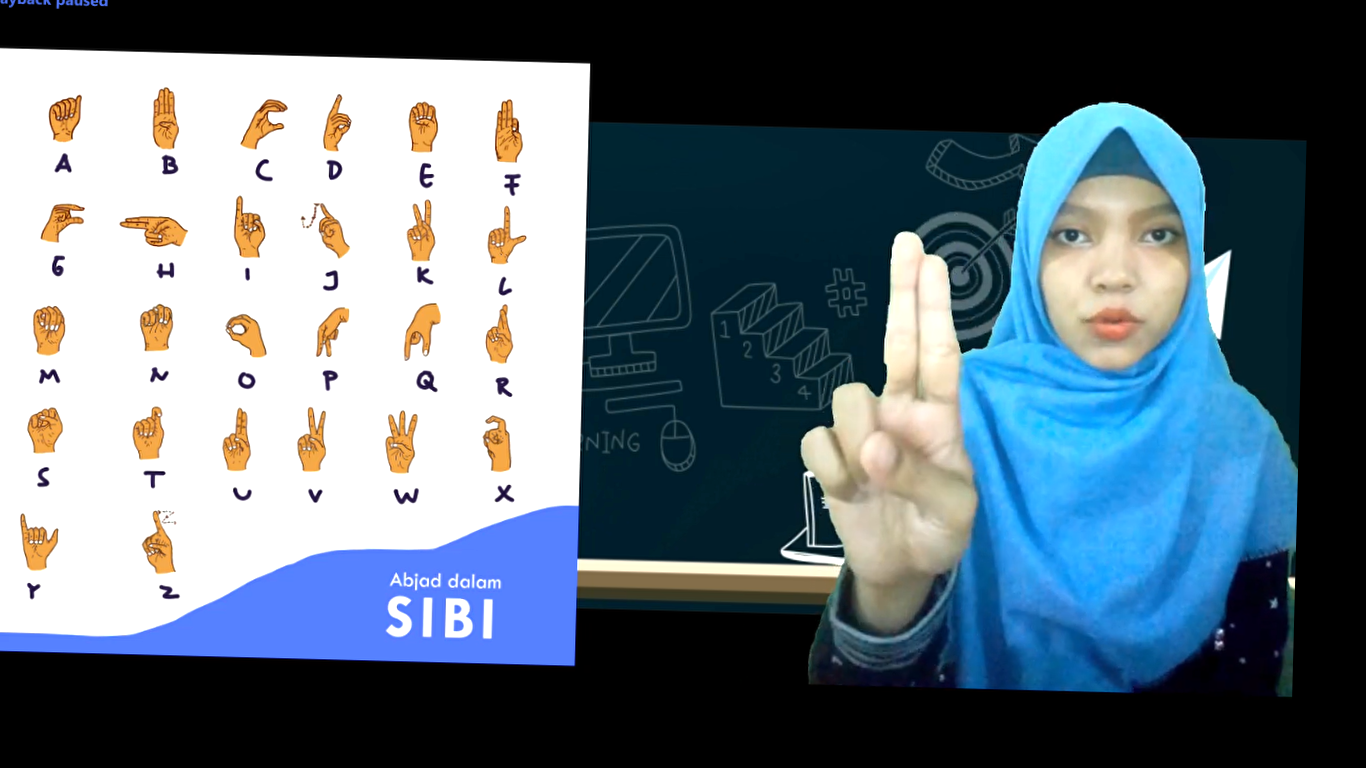 ayback paused
A B C D E F
G H I J K L
M N O P Q R
S T U V W X
Y Z
Abjad dalam
SIBI
#
1
2
3
4
NING